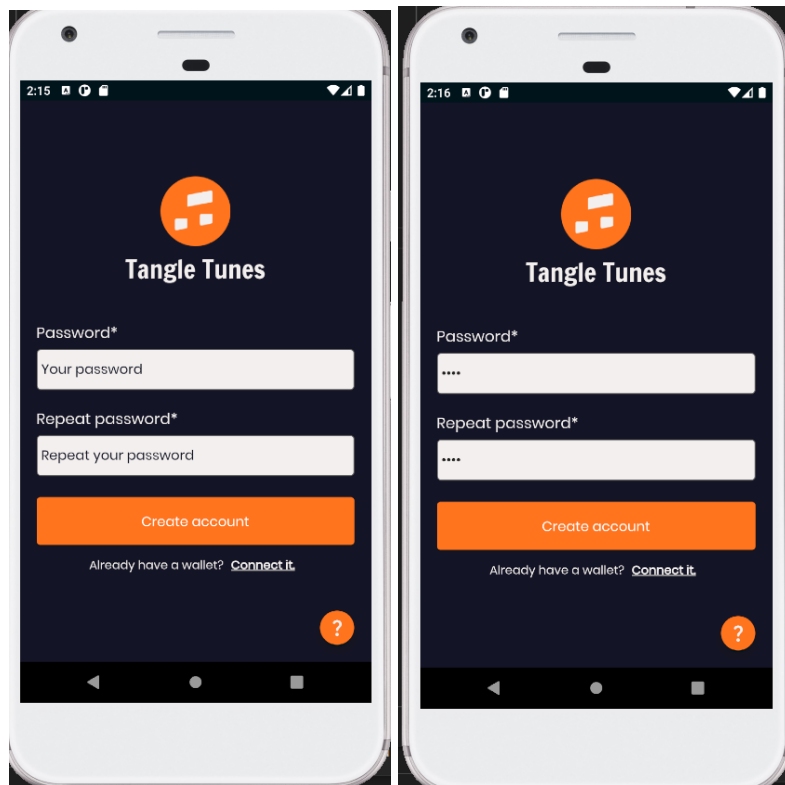 2:15
Tangle Tunes
Password*
Your password
Repeat password*
Repeat your password
Create account
Already have a wallet? Connect it.
?
2:16
Tangle Tunes
Password*
••••
Repeat password*
••••
Create account
Already have a wallet? Connect it.
?